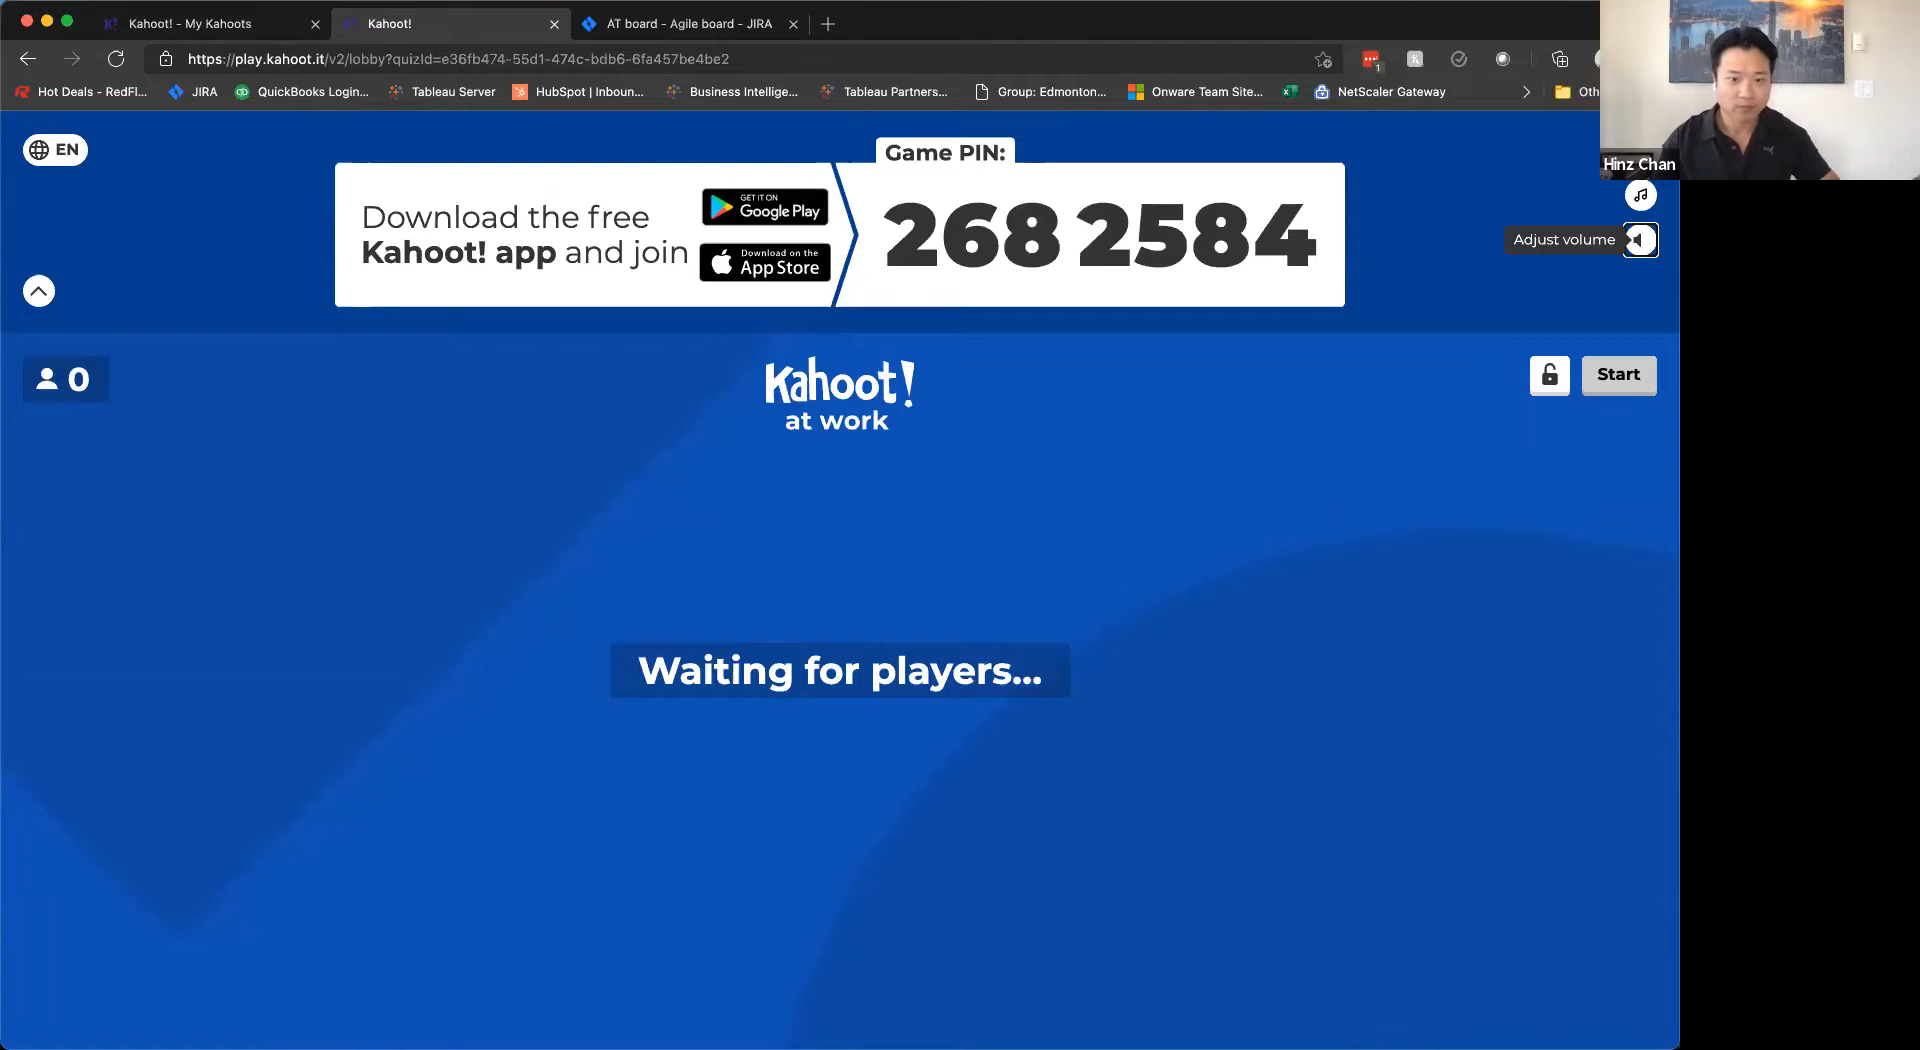 Kahoot! - My Kahoots
Kahoot!
AT board - Agile board - JIRA
https://play.kahoot.it/v2/lobby?quizId=e36fb474-55d1-474c-bdb6-6fa457be4be2
1
Hot Deals - RedFl...
JIRA
QuickBooks Login...
Tableau Server
HubSpot | Inboun...
Business Intellige...
Tableau Partners...
Group: Edmonton...
Onware Team Site...
NetScaler Gateway
Oth
Hinz Chan
EN
Game PIN:
Download the free
Kahoot! app and join
GET IT ON
Google Play
Download on the
App Store
268 2584
Adjust volume
0
Kahoot!
at work
Start
Waiting for players...